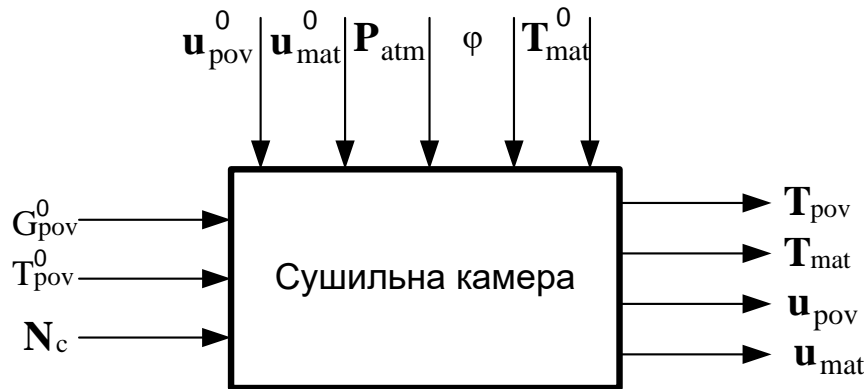 u⁰pov u⁰mat Patm φ T⁰mat
G⁰pov
T⁰pov
Nc
Сушильна камера
Tpov
Tmat
upov
umat